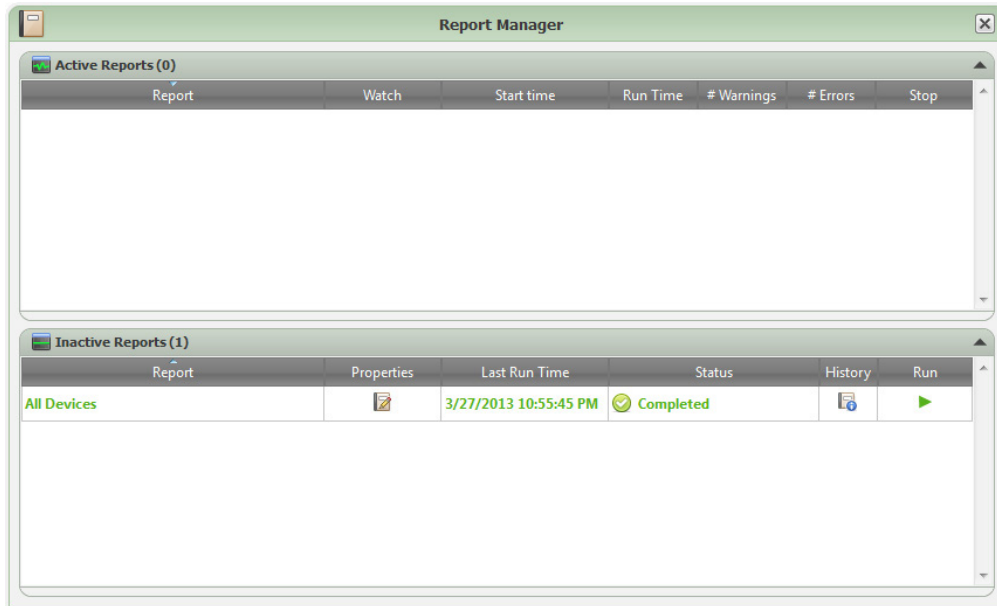 Report Manager
Active Reports (0)
Report Watch Start time Run Time # Warnings # Errors Stop
Inactive Reports (1)
Report Properties Last Run Time Status History Run
All Devices 3/27/2013 10:55:45 PM Completed